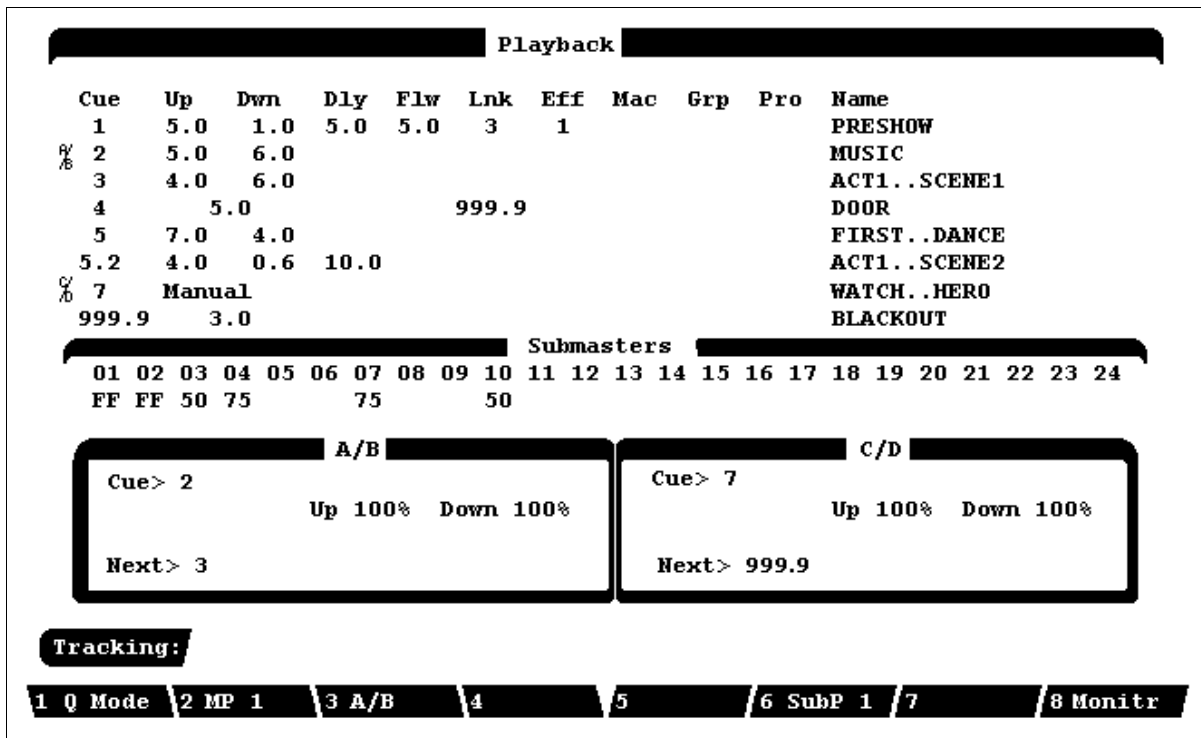 Playback
Cue Up Dwn Dly Flw Lnk Eff Mac Grp Pro Name
1 5.0 1.0 5.0 5.0 3 1 PRESHOW
A/B 2 5.0 6.0 MUSIC
3 4.0 6.0 ACT1..SCENE1
4 5.0 999.9 DOOR
5 7.0 4.0 FIRST..DANCE
5.2 4.0 0.6 10.0 ACT1..SCENE2
C/D 7 Manual WATCH..HERO
999.9 3.0 BLACKOUT
Submasters
01 02 03 04 05 06 07 08 09 10 11 12 13 14 15 16 17 18 19 20 21 22 23 24
FF FF 50 75 75 50
A/B
Cue> 2
Up 100% Down 100%
Next> 3
C/D
Cue> 7
Up 100% Down 100%
Next> 999.9
Tracking:
1 Q Mode 2 MP 1 3 A/B 4 5 6 SubP 1 7 8 Monitr